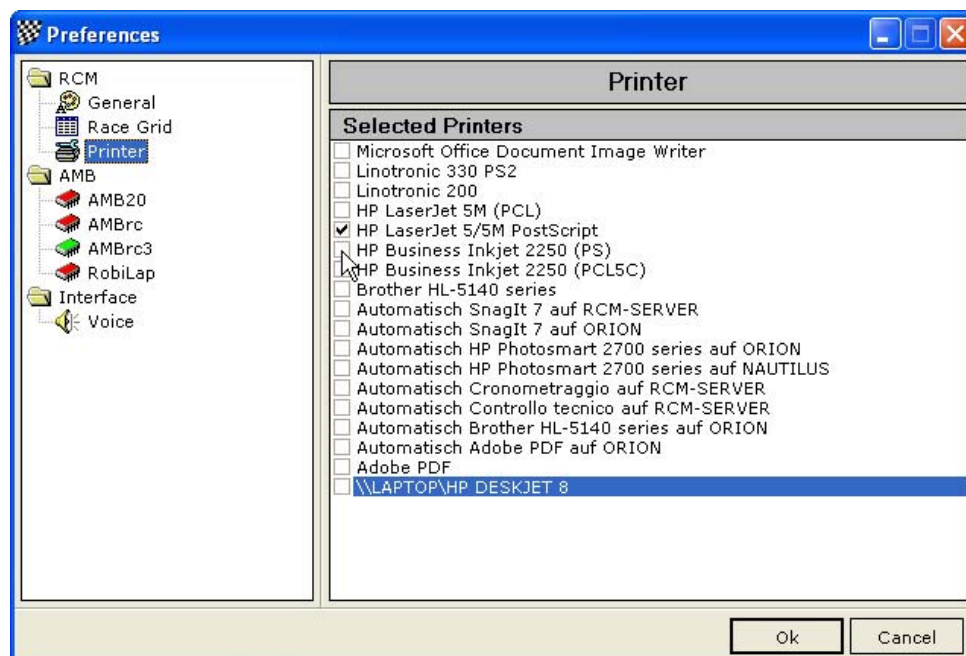 Preferences
RCM
General
Race Grid
Printer
AMB
AMB20
AMBrc
AMBrc3
RobiLap
Interface
Voice
Printer
Selected Printers
Microsoft Office Document Image Writer
Linotronic 330 PS2
Linotronic 200
HP LaserJet 5M (PCL)
HP LaserJet 5/5M PostScript
HP Business Inkjet 2250 (PS)
HP Business Inkjet 2250 (PCL5C)
Brother HL-5140 series
Automatisch SnagIt 7 auf RCM-SERVER
Automatisch SnagIt 7 auf ORION
Automatisch HP Photosmart 2700 series auf ORION
Automatisch HP Photosmart 2700 series auf NAUTILUS
Automatisch Cronometraggio auf RCM-SERVER
Automatisch Controllo tecnico auf RCM-SERVER
Automatisch Brother HL-5140 series auf ORION
Automatisch Adobe PDF auf ORION
Adobe PDF
\\LAPTOP\HP DESKJET 8
Ok
Cancel